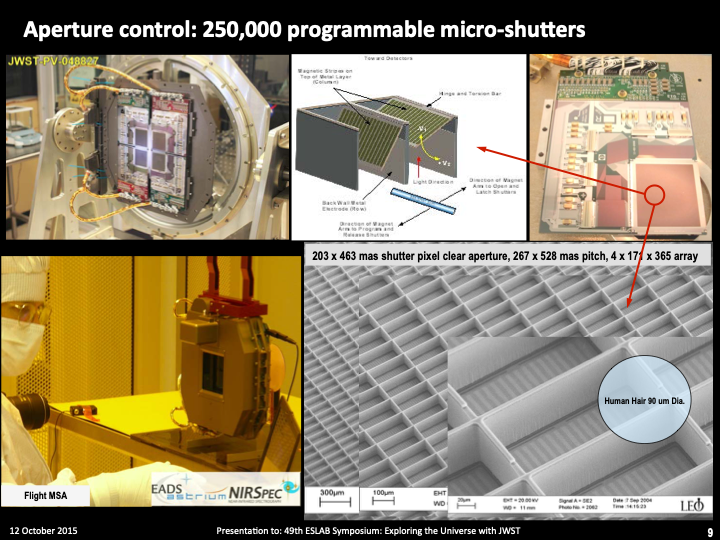 Aperture control: 250,000 programmable micro-shutters
JWST PV-048827
Toward Detectors
Magnetic Stripes on
Top of Metal Layer
(Column)
Hinge and Torsion Bar
Light Direction
Direction of Magnet
Arm to Open and
Latch Shutters
Back Wall Metal
Electrode (Row)
Direction of Magnet
Arm to Program and
Release Shutters
203 x 463 mas shutter pixel clear aperture, 267 x 528 mas pitch, 4 x 171 x 365 array
Human Hair 90 um Dia.
Flight MSA
EADS
astrium
NIRSpec
300µm
100µm
EHT
WD
20µm
EHT = 20.00 kV
WD = 11 mm
Signal A = SE2
Photo No. = 2082
Date :7 Sep 2004
Time :14:15:23
LEO
12 October 2015
Presentation to: 49th ESLAB Symposium: Exploring the Universe with JWST
9